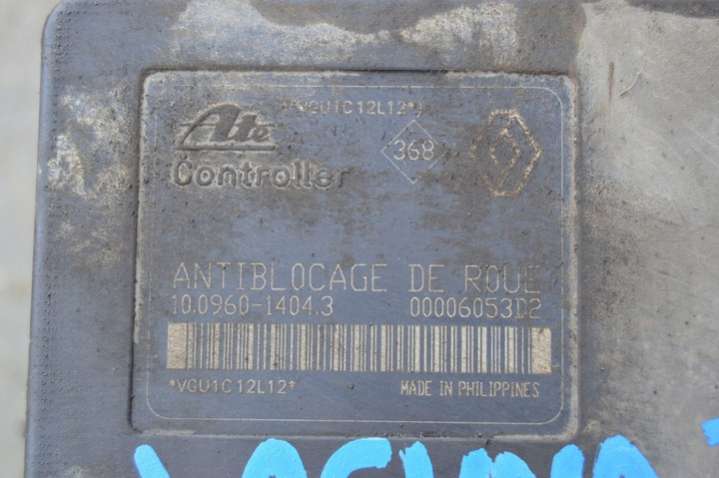 *VGU1C12L12*
Ate
368
Controller
ANTIBLOCAGE DE ROUE
10.0960-1404.3 00006053D2
*VGU1C12L12*
MADE IN PHILIPPINES